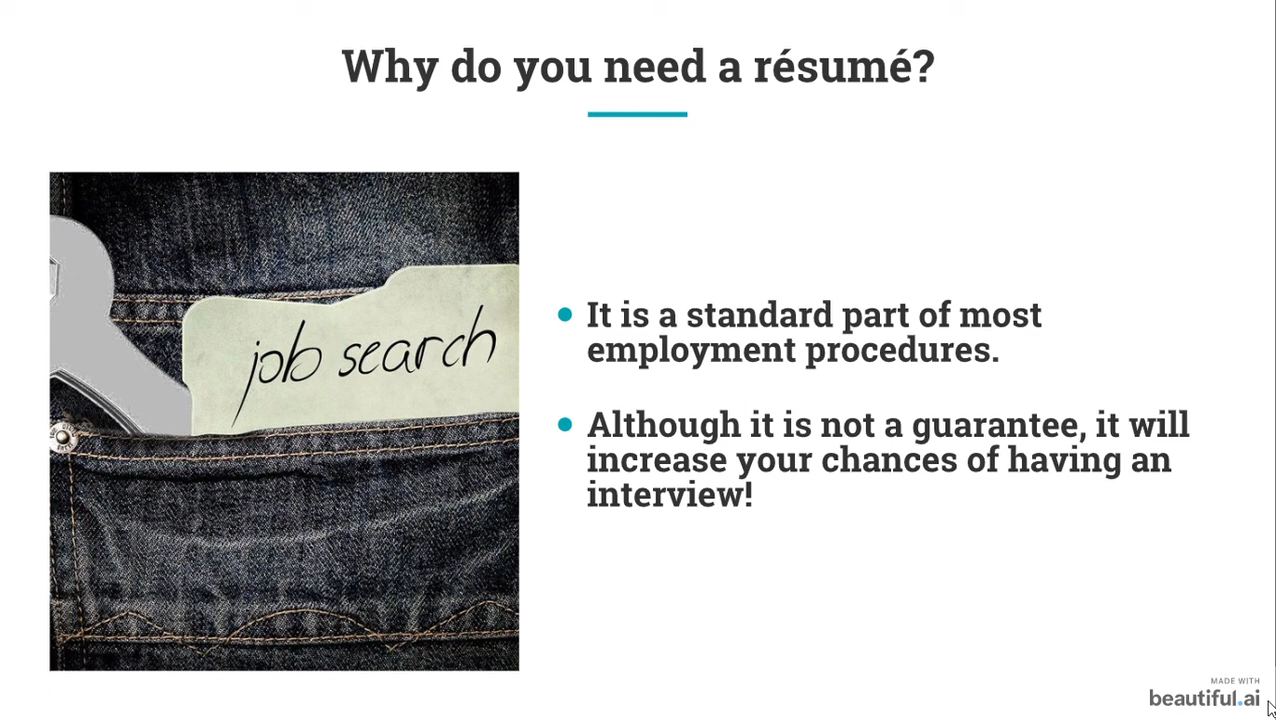 Why do you need a résumé?
job search
It is a standard part of most
employment procedures.
Although it is not a guarantee, it will
increase your chances of having an
interview!
MADE WITH
beautiful.ai